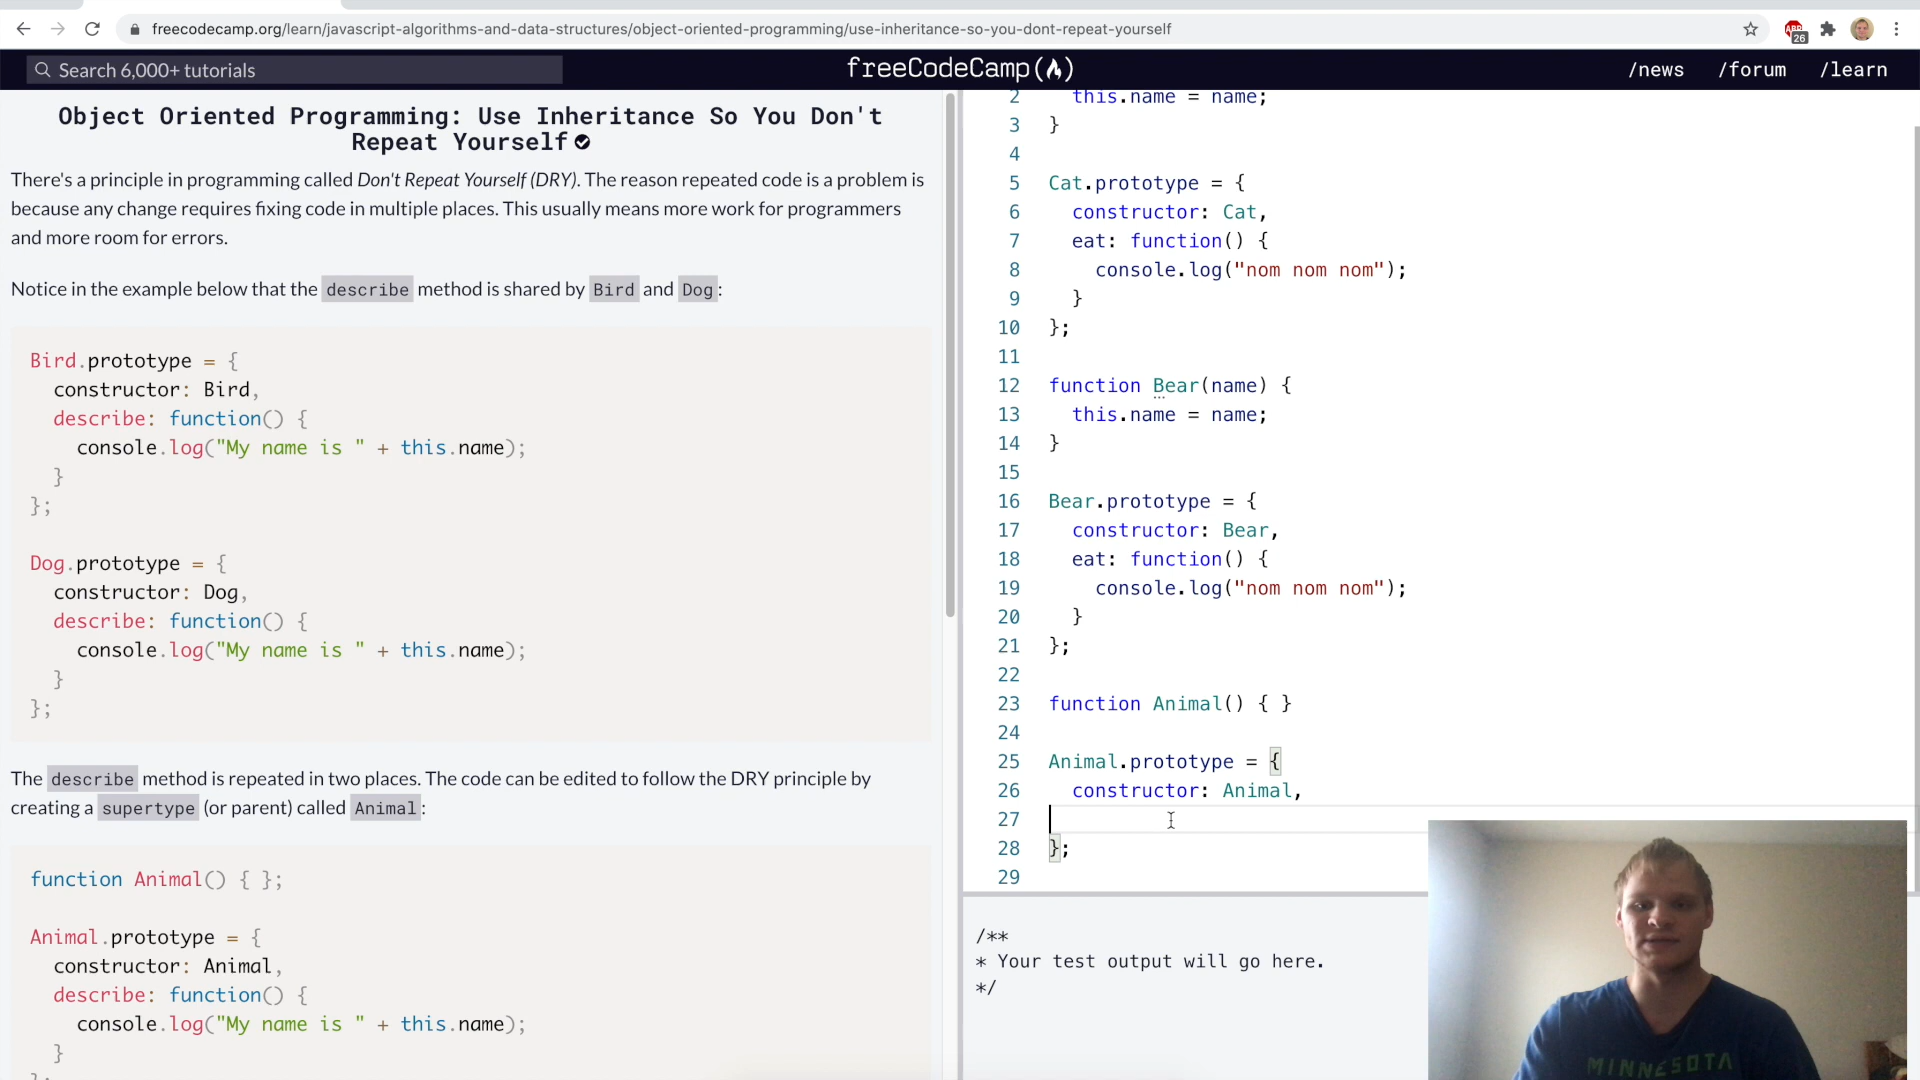 freecodecamp.org/learn/javascript-algorithms-and-data-structures/object-oriented-programming/use-inheritance-so-you-dont-repeat-yourself
ABP
26
Search 6,000+ tutorials
freeCodeCamp
/news
/forum
/learn
Object Oriented Programming: Use Inheritance So You Don't
Repeat Yourself
There's a principle in programming called Don't Repeat Yourself (DRY). The reason repeated code is a problem is
because any change requires fixing code in multiple places. This usually means more work for programmers
and more room for errors.
Notice in the example below that the describe method is shared by Bird and Dog:
Bird.prototype = {
constructor: Bird,
describe: function() {
console.log("My name is " + this.name);
}
};
Dog.prototype = {
constructor: Dog,
describe: function() {
console.log("My name is " + this.name);
}
};
The describe method is repeated in two places. The code can be edited to follow the DRY principle by
creating a supertype (or parent) called Animal:
function Animal() { };
Animal.prototype = {
constructor: Animal,
describe: function() {
console.log("My name is " + this.name);
}
2 this.name = name;
3 }
4
5 Cat.prototype = {
6 constructor: Cat,
7 eat: function() {
8 console.log("nom nom nom");
9 }
10 };
11
12 function Bear(name) {
13 this.name = name;
14 }
15
16 Bear.prototype = {
17 constructor: Bear,
18 eat: function() {
19 console.log("nom nom nom");
20 }
21 };
22
23 function Animal() { }
24
25 Animal.prototype = {
26 constructor: Animal,
27
28 };
29
/**
* Your test output will go here.
*/
MINNESOTA